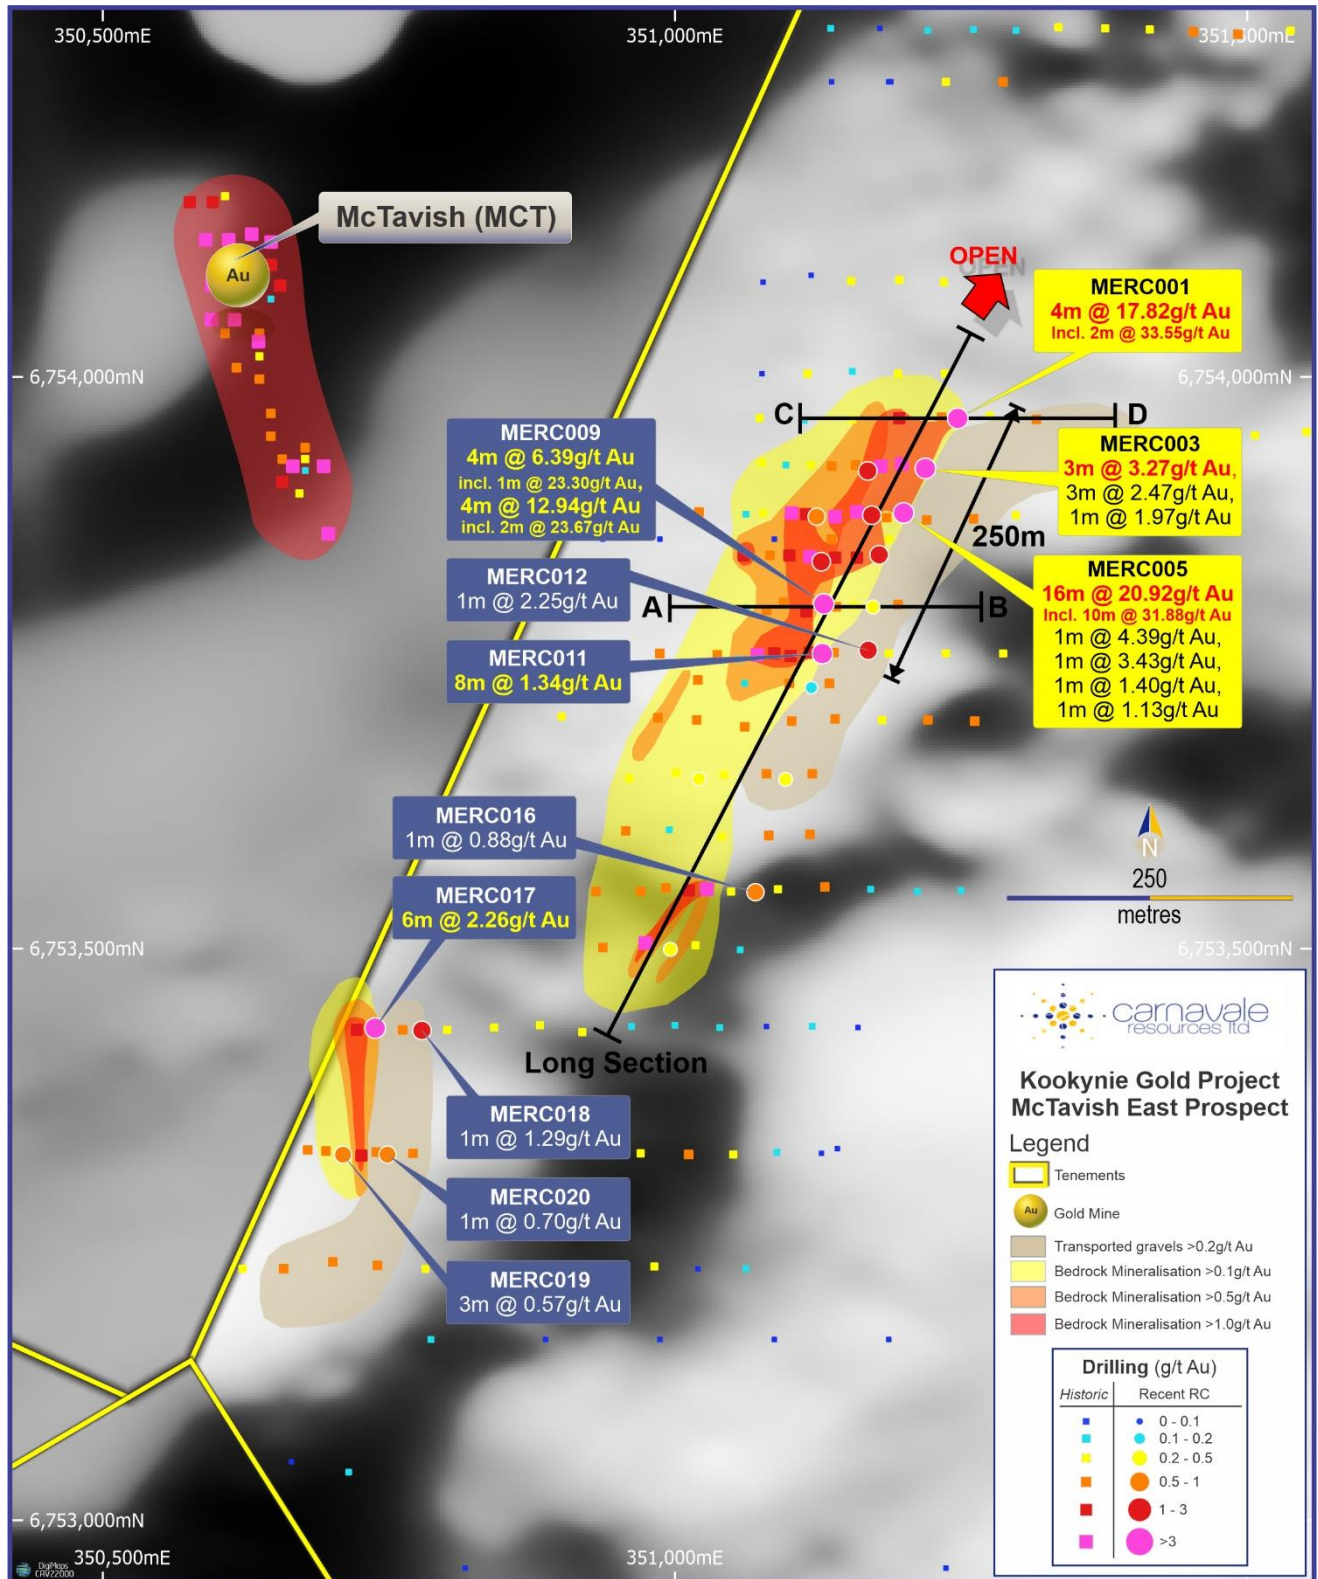 350,500mE
351,000mE
351,500mE
McTavish (MCT)
Au
OPEN
MERC001
4m @ 17.82g/t Au
Incl. 2m @ 33.55g/t Au
6,754,000mN
6,754,000mN
C
D
MERC009
4m @ 6.39g/t Au
incl. 1m @ 23.30g/t Au,
4m @ 12.94g/t Au
incl. 2m @ 23.67g/t Au
MERC003
3m @ 3.27g/t Au,
3m @ 2.47g/t Au,
1m @ 1.97g/t Au
250m
MERC012
1m @ 2.25g/t Au
A
B
MERC005
16m @ 20.92g/t Au
Incl. 10m @ 31.88g/t Au
1m @ 4.39g/t Au,
1m @ 3.43g/t Au,
1m @ 1.40g/t Au,
1m @ 1.13g/t Au
MERC011
8m @ 1.34g/t Au
MERC016
1m @ 0.88g/t Au
N
250
metres
MERC017
6m @ 2.26g/t Au
6,753,500mN
6,753,500mN
Long Section
MERC018
1m @ 1.29g/t Au
MERC020
1m @ 0.70g/t Au
MERC019
3m @ 0.57g/t Au
carnavale
resources ltd
Kookynie Gold Project
McTavish East Prospect
Legend
Tenements
Au Gold Mine
Transported gravels >0.2g/t Au
Bedrock Mineralisation >0.1g/t Au
Bedrock Mineralisation >0.5g/t Au
Bedrock Mineralisation >1.0g/t Au
Drilling (g/t Au)
Historic Recent RC
0 - 0.1
0.1 - 0.2
0.2 - 0.5
0.5 - 1
1 - 3
>3
6,753,000mN
DigiMaps
CAV22000
350,500mE
351,000mE